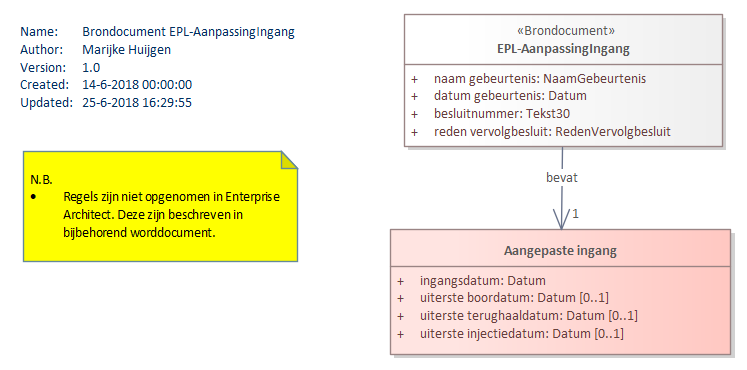 Name: Brondocument EPL-AanpassingIngang
Author: Marijke Huijgen
Version: 1.0
Created: 14-6-2018 00:00:00
Updated: 25-6-2018 16:29:55
N.B.
• Regels zijn niet opgenomen in Enterprise
Architect. Deze zijn beschreven in
bijbehorend worddocument.
«Brondocument»
EPL-AanpassingIngang
+ naam gebeurtenis: NaamGebeurtenis
+ datum gebeurtenis: Datum
+ besluitnummer: Tekst30
+ reden vervolgbesluit: RedenVervolgbesluit
bevat
1
Aangepaste ingang
+ ingangsdatum: Datum
+ uiterste boordatum: Datum [0..1]
+ uiterste terughaaldatum: Datum [0..1]
+ uiterste injectiedatum: Datum [0..1]